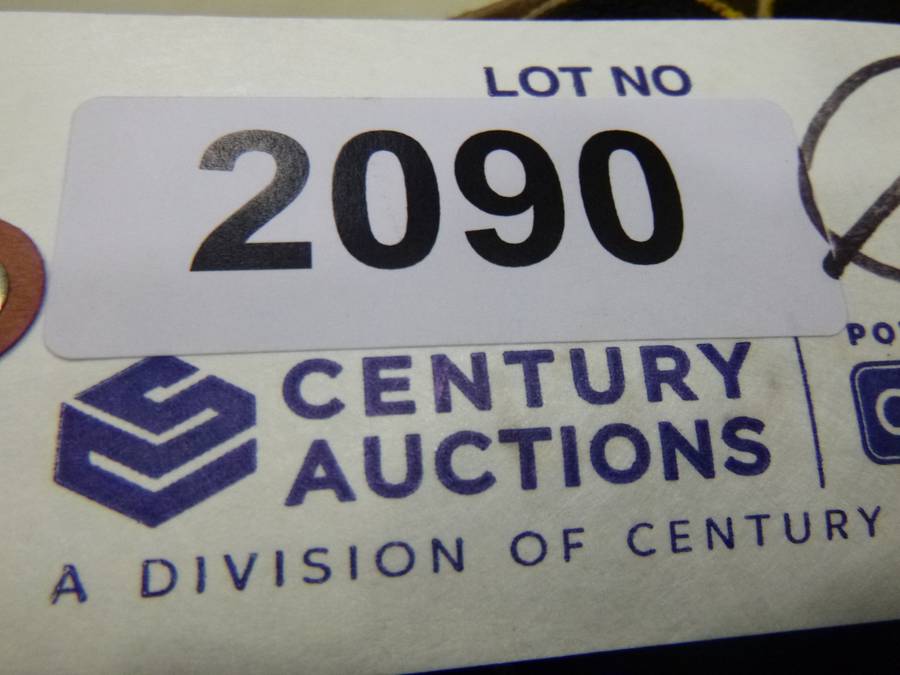 LOT NO
2090
CENTURY
AUCTIONS
A DIVISION OF CENTURY